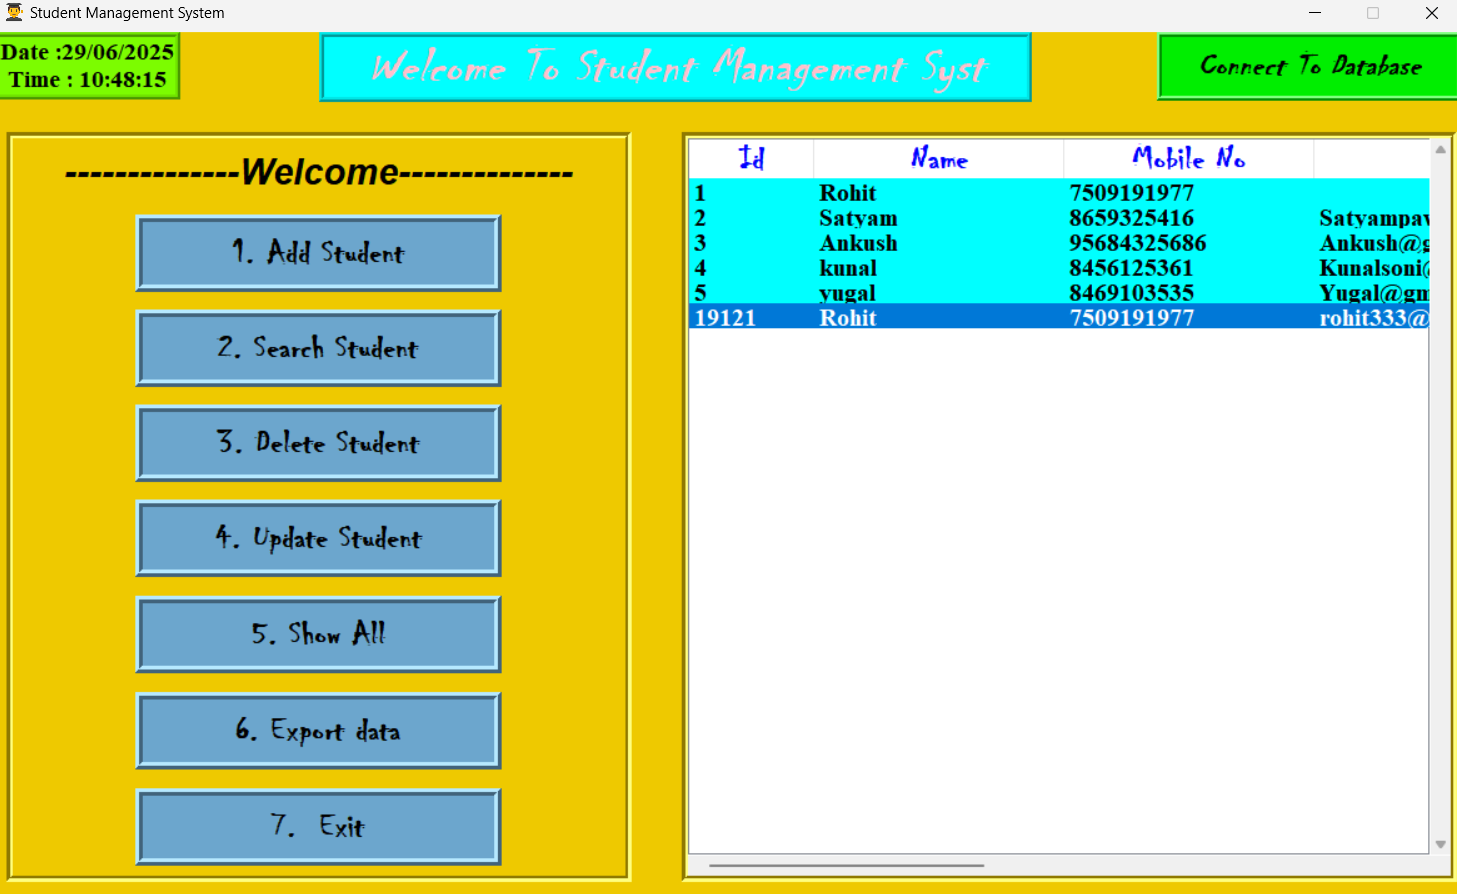 Student Management System
Date :29/06/2025
Time : 10:48:15
Welcome To Student Management Syst
Connect To Database
--------------Welcome--------------
1. Add Student
2. Search Student
3. Delete Student
4. Update Student
5. Show All
6. Export data
7. Exit
Id Name Mobile No
1 Rohit 7509191977
2 Satyam 8659325416 Satyampav
3 Ankush 95684325686 Ankush@g
4 kunal 8456125361 Kunalsoni@
5 yugal 8469103535 Yugal@gm
19121 Rohit 7509191977 rohit333@